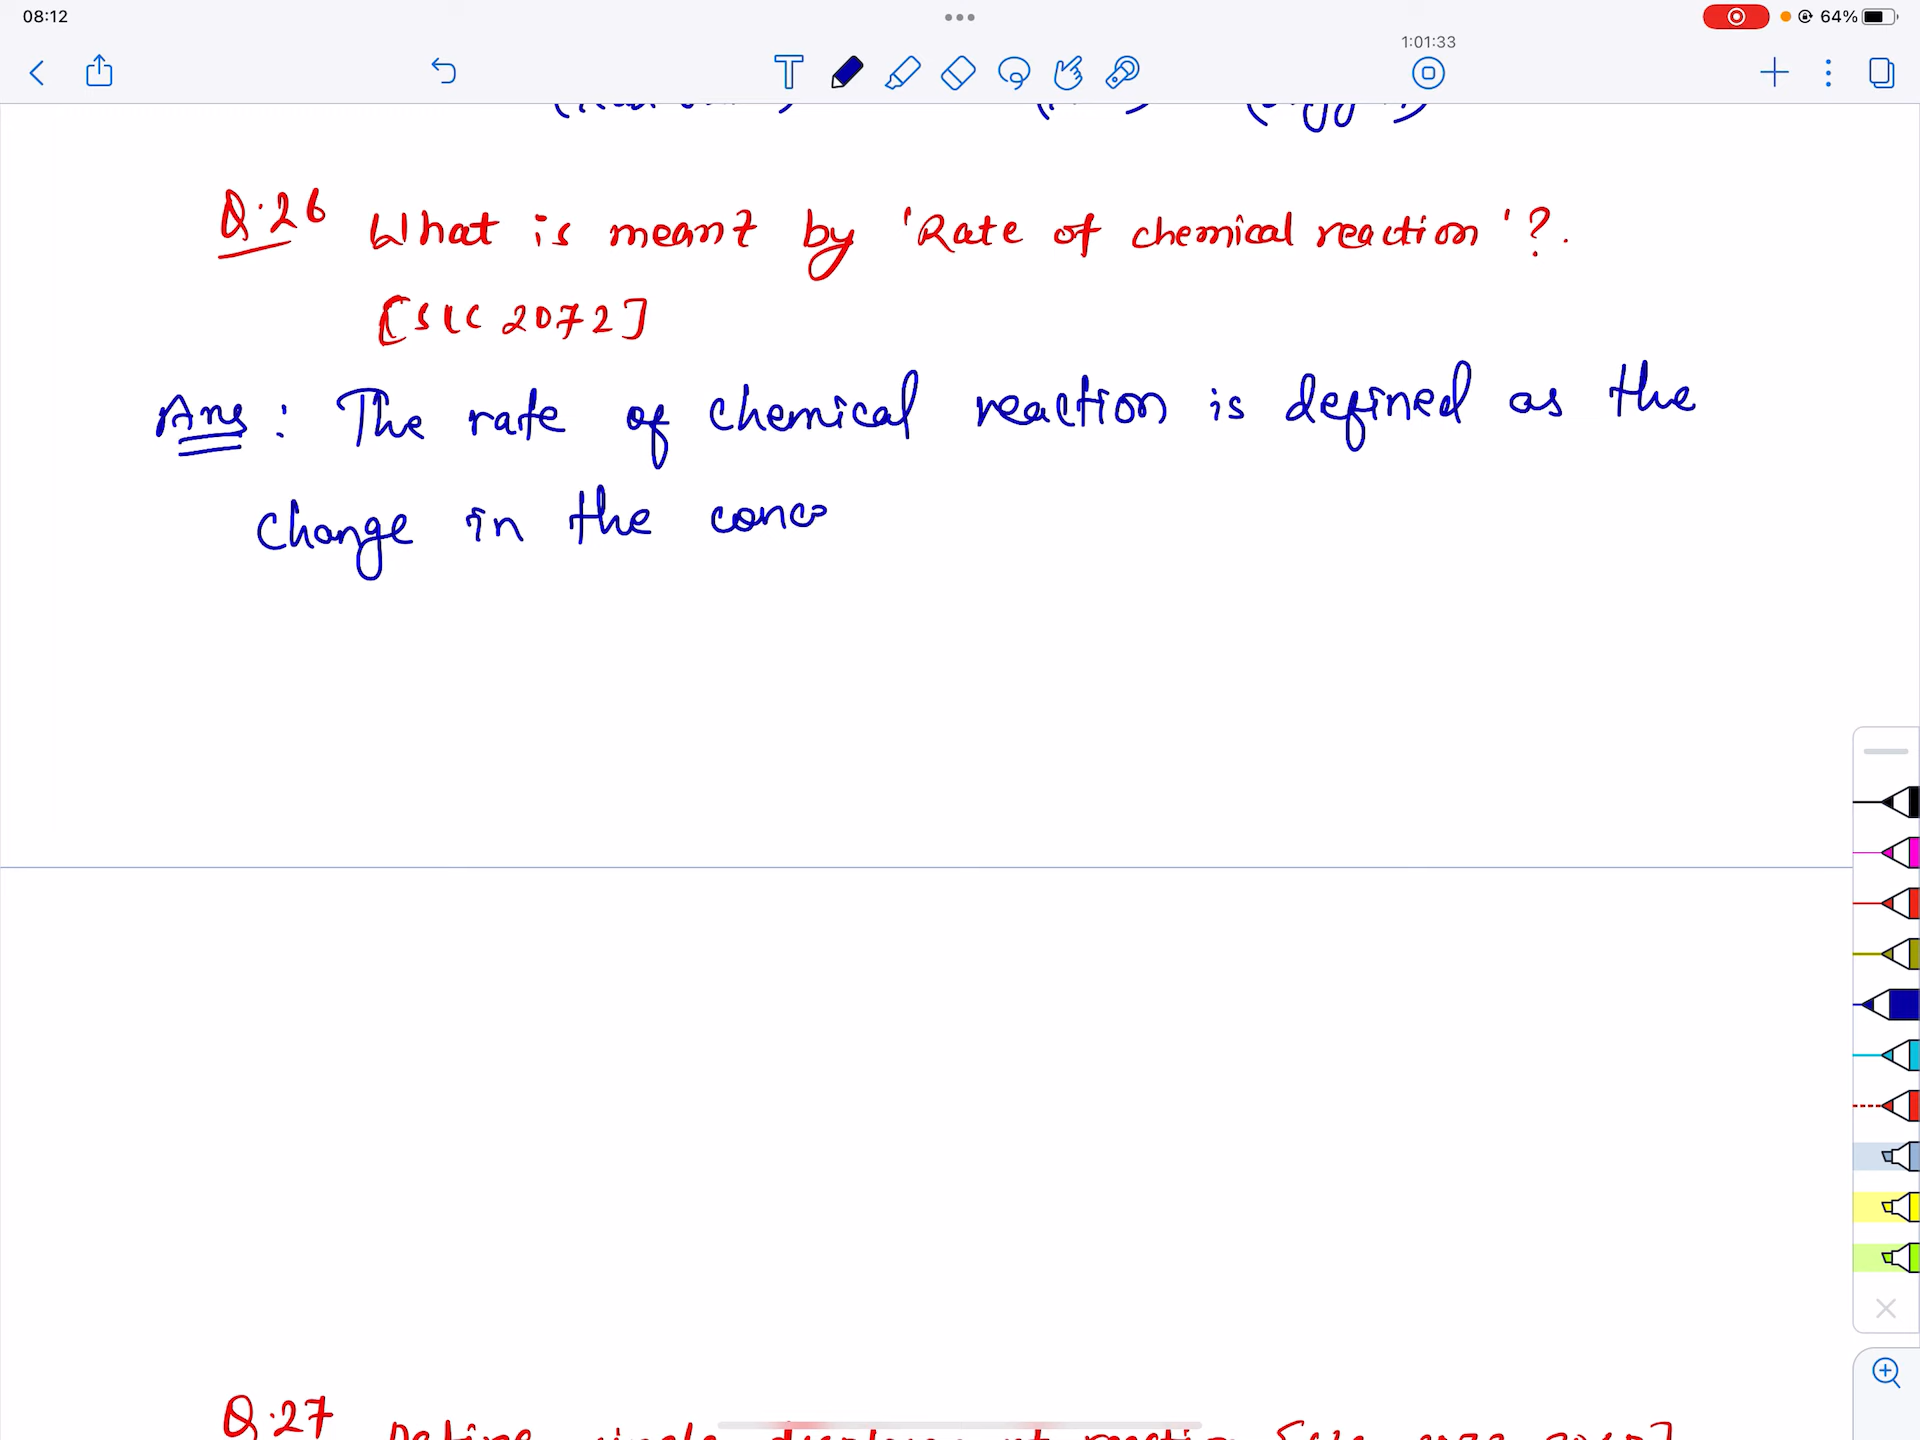 08:12
64%
1:01:33
Q.26 What is meant by 'Rate of chemical reaction'?.
[SLC 2072]
Ans: The rate of chemical reaction is defined as the
change in the conc
Q.27